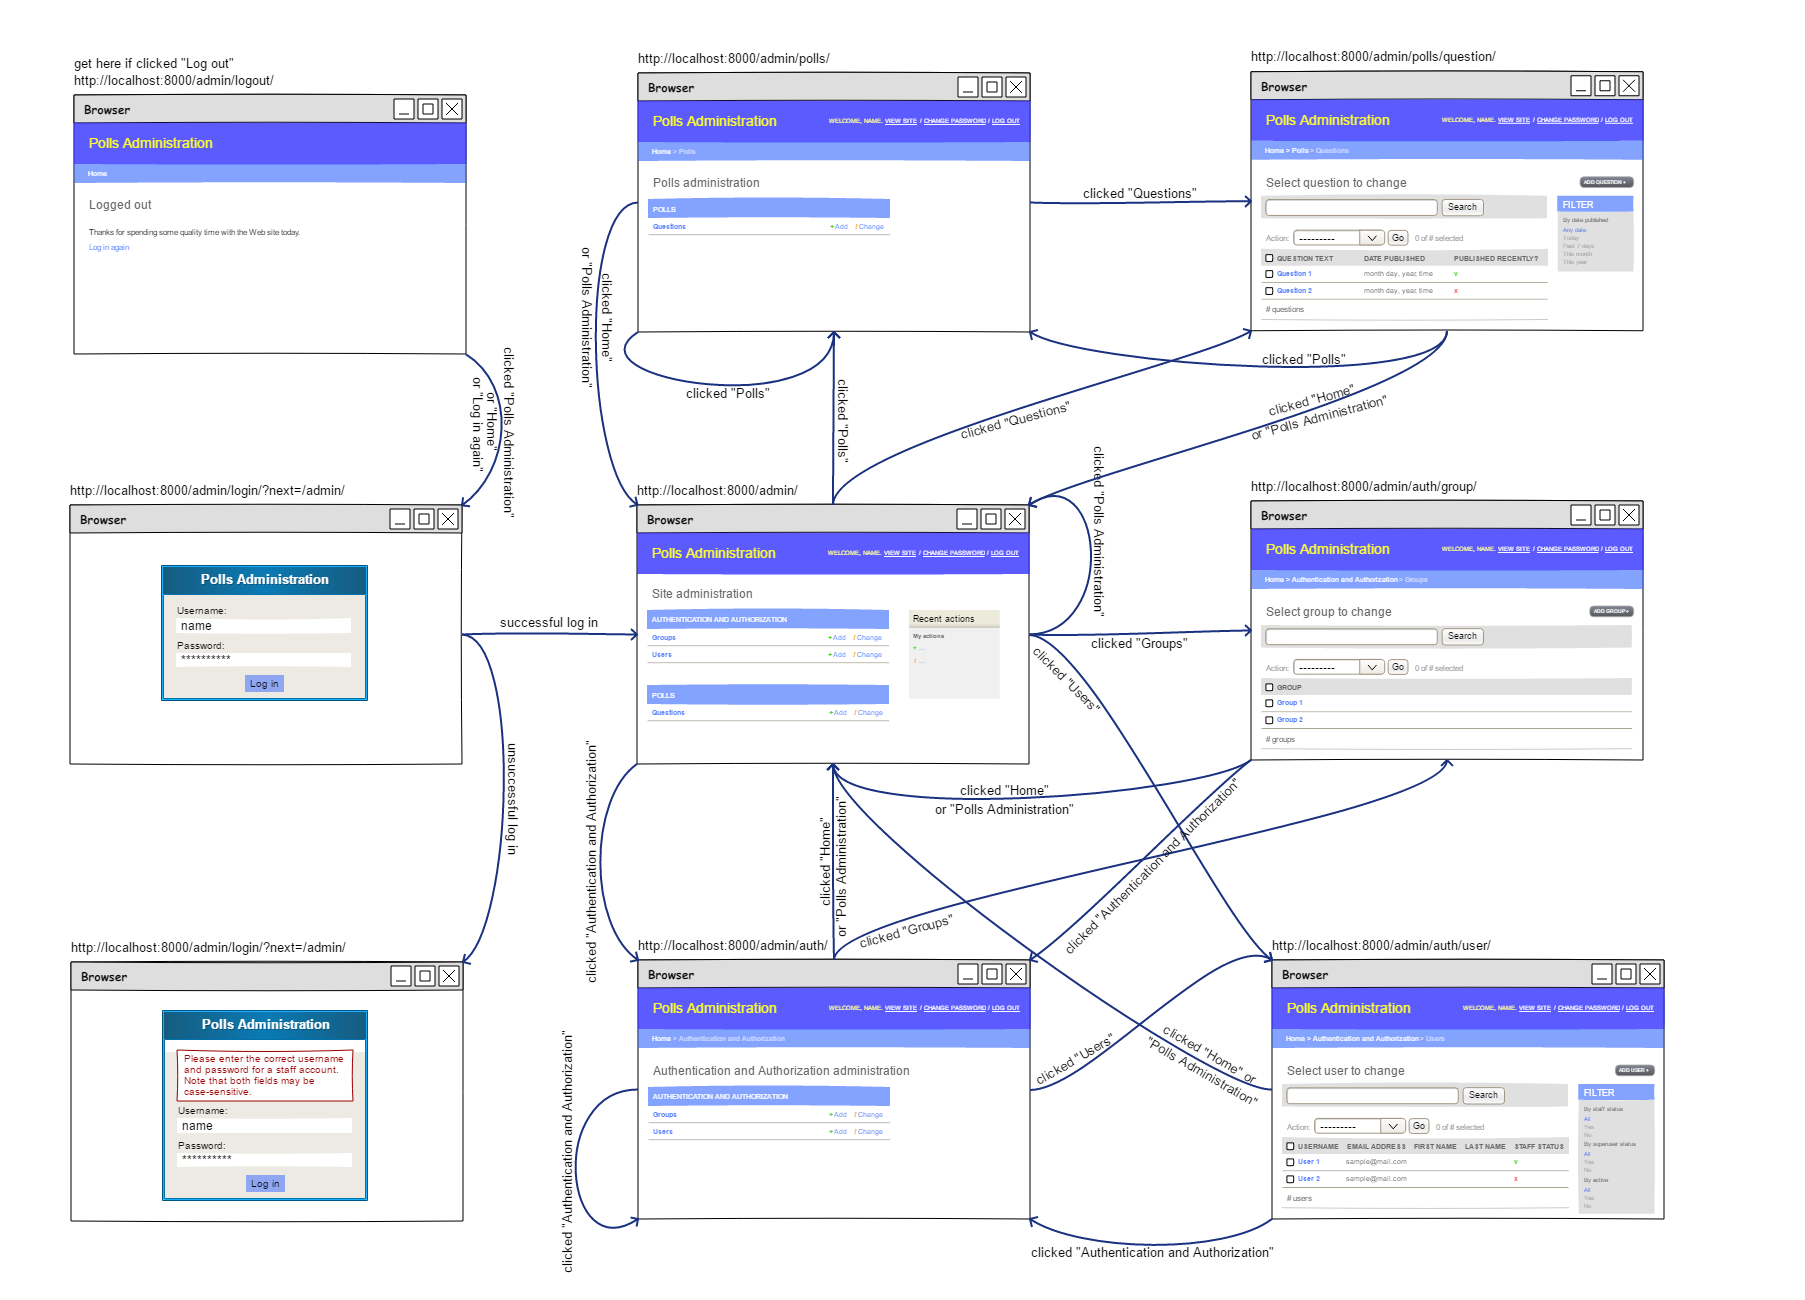 get here if clicked "Log out"
http://localhost:8000/admin/logout/
Browser
Polls Administration
Home
Logged out
Thanks for spending some quality time with the Web site today.
Log in again
clicked "Polls Administration"
or "Home"
or "Log in again"
http://localhost:8000/admin/polls/
Browser
Polls Administration
WELCOME, NAME. VIEW SITE / CHANGE PASSWORD / LOG OUT
Home > Polls
Polls administration
POLLS
Questions +Add /Change
clicked "Questions"
clicked "Home"
or "Polls Administration"
clicked "Polls"
clicked "Polls"
http://localhost:8000/admin/polls/question/
Browser
Polls Administration
WELCOME, NAME. VIEW SITE / CHANGE PASSWORD / LOG OUT
Home > Polls > Questions
Select question to change
ADD QUESTION +
Search
Action: --------- Go 0 of # selected
QUESTION TEXT DATE PUBLISHED PUBLISHED RECENTLY?
Question 1 month day, year, time v
Question 2 month day, year, time x
# questions
FILTER
By date published
Any date
Today
Past 7 days
This month
This year
clicked "Polls"
clicked "Questions"
clicked "Home"
or "Polls Administration"
http://localhost:8000/admin/login/?next=/admin/
Browser
Polls Administration
Username:
name
Password:
**********
Log in
successful log in
unsuccessful log in
http://localhost:8000/admin/
Browser
Polls Administration
WELCOME, NAME. VIEW SITE / CHANGE PASSWORD / LOG OUT
Site administration
AUTHENTICATION AND AUTHORIZATION
Groups +Add /Change
Users +Add /Change
POLLS
Questions +Add /Change
Recent actions
My actions
+ ...
/ ...
clicked "Polls Administration"
clicked "Groups"
clicked "Users"
http://localhost:8000/admin/auth/group/
Browser
Polls Administration
WELCOME, NAME. VIEW SITE / CHANGE PASSWORD / LOG OUT
Home > Authentication and Authorization > Groups
Select group to change
ADD GROUP+
Search
Action: --------- Go 0 of # selected
GROUP
Group 1
Group 2
# groups
clicked "Authentication and Authorization"
clicked "Home"
or "Polls Administration"
clicked "Home"
or "Polls Administration"
clicked "Groups"
clicked "Authentication and Authorization"
http://localhost:8000/admin/login/?next=/admin/
Browser
Polls Administration
Please enter the correct username
and password for a staff account.
Note that both fields may be
case-sensitive.
Username:
name
Password:
**********
Log in
http://localhost:8000/admin/auth/
Browser
Polls Administration
WELCOME, NAME. VIEW SITE / CHANGE PASSWORD / LOG OUT
Home > Authentication and Authorization
Authentication and Authorization administration
AUTHENTICATION AND AUTHORIZATION
Groups +Add /Change
Users +Add /Change
clicked "Authentication and Authorization"
clicked "Users"
clicked "Home" or
"Polls Administration"
http://localhost:8000/admin/auth/user/
Browser
Polls Administration
WELCOME, NAME. VIEW SITE / CHANGE PASSWORD / LOG OUT
Home > Authentication and Authorization > Users
Select user to change
ADD USER +
Search
Action: --------- Go 0 of # selected
USERNAME EMAIL ADDRESS FIRST NAME LAST NAME STAFF STATUS
User 1 sample@mail.com v
User 2 sample@mail.com x
# users
FILTER
By staff status
All
Yes
No
By superuser status
All
Yes
No
By active
All
Yes
No
clicked "Authentication and Authorization"